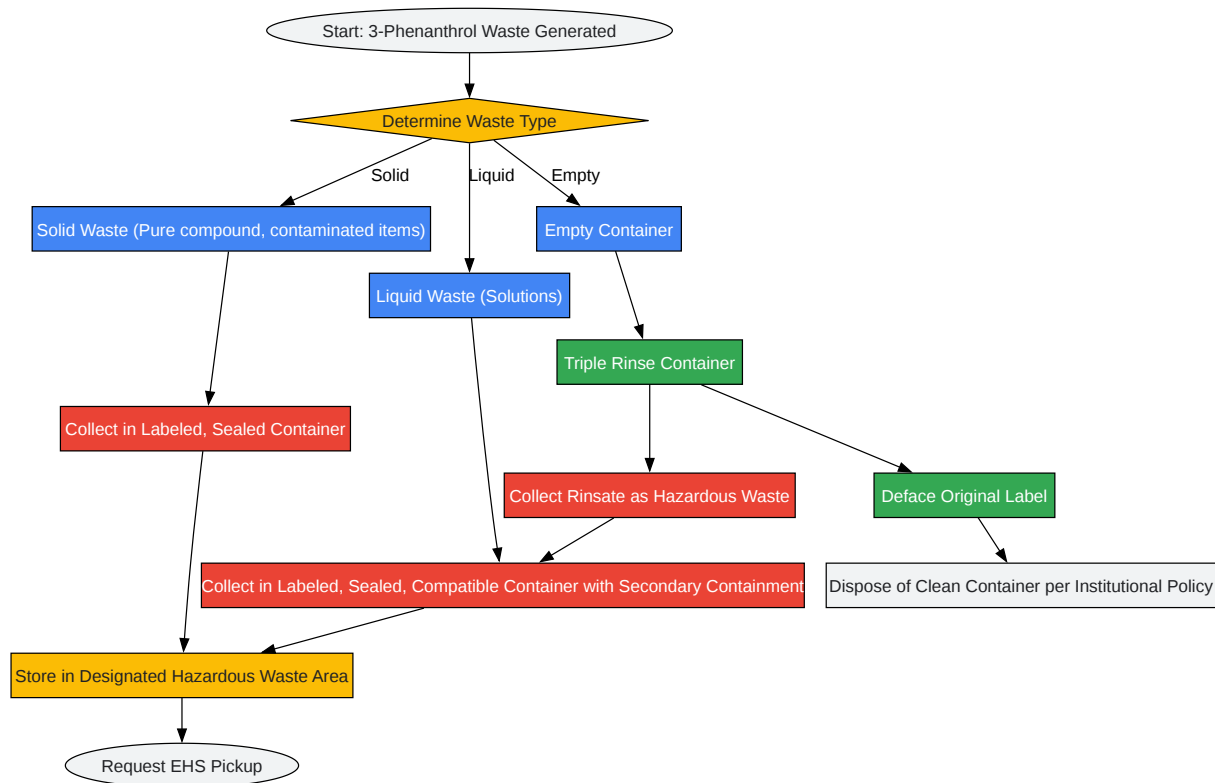 Start: 3-Phenanthrol Waste Generated
Determine Waste Type
Solid
Liquid
Empty
Solid Waste (Pure compound, contaminated items)
Empty Container
Liquid Waste (Solutions)
Triple Rinse Container
Collect in Labeled, Sealed Container
Collect Rinsate as Hazardous Waste
Deface Original Label
Collect in Labeled, Sealed, Compatible Container with Secondary Containment
Dispose of Clean Container per Institutional Policy
Store in Designated Hazardous Waste Area
Request EHS Pickup